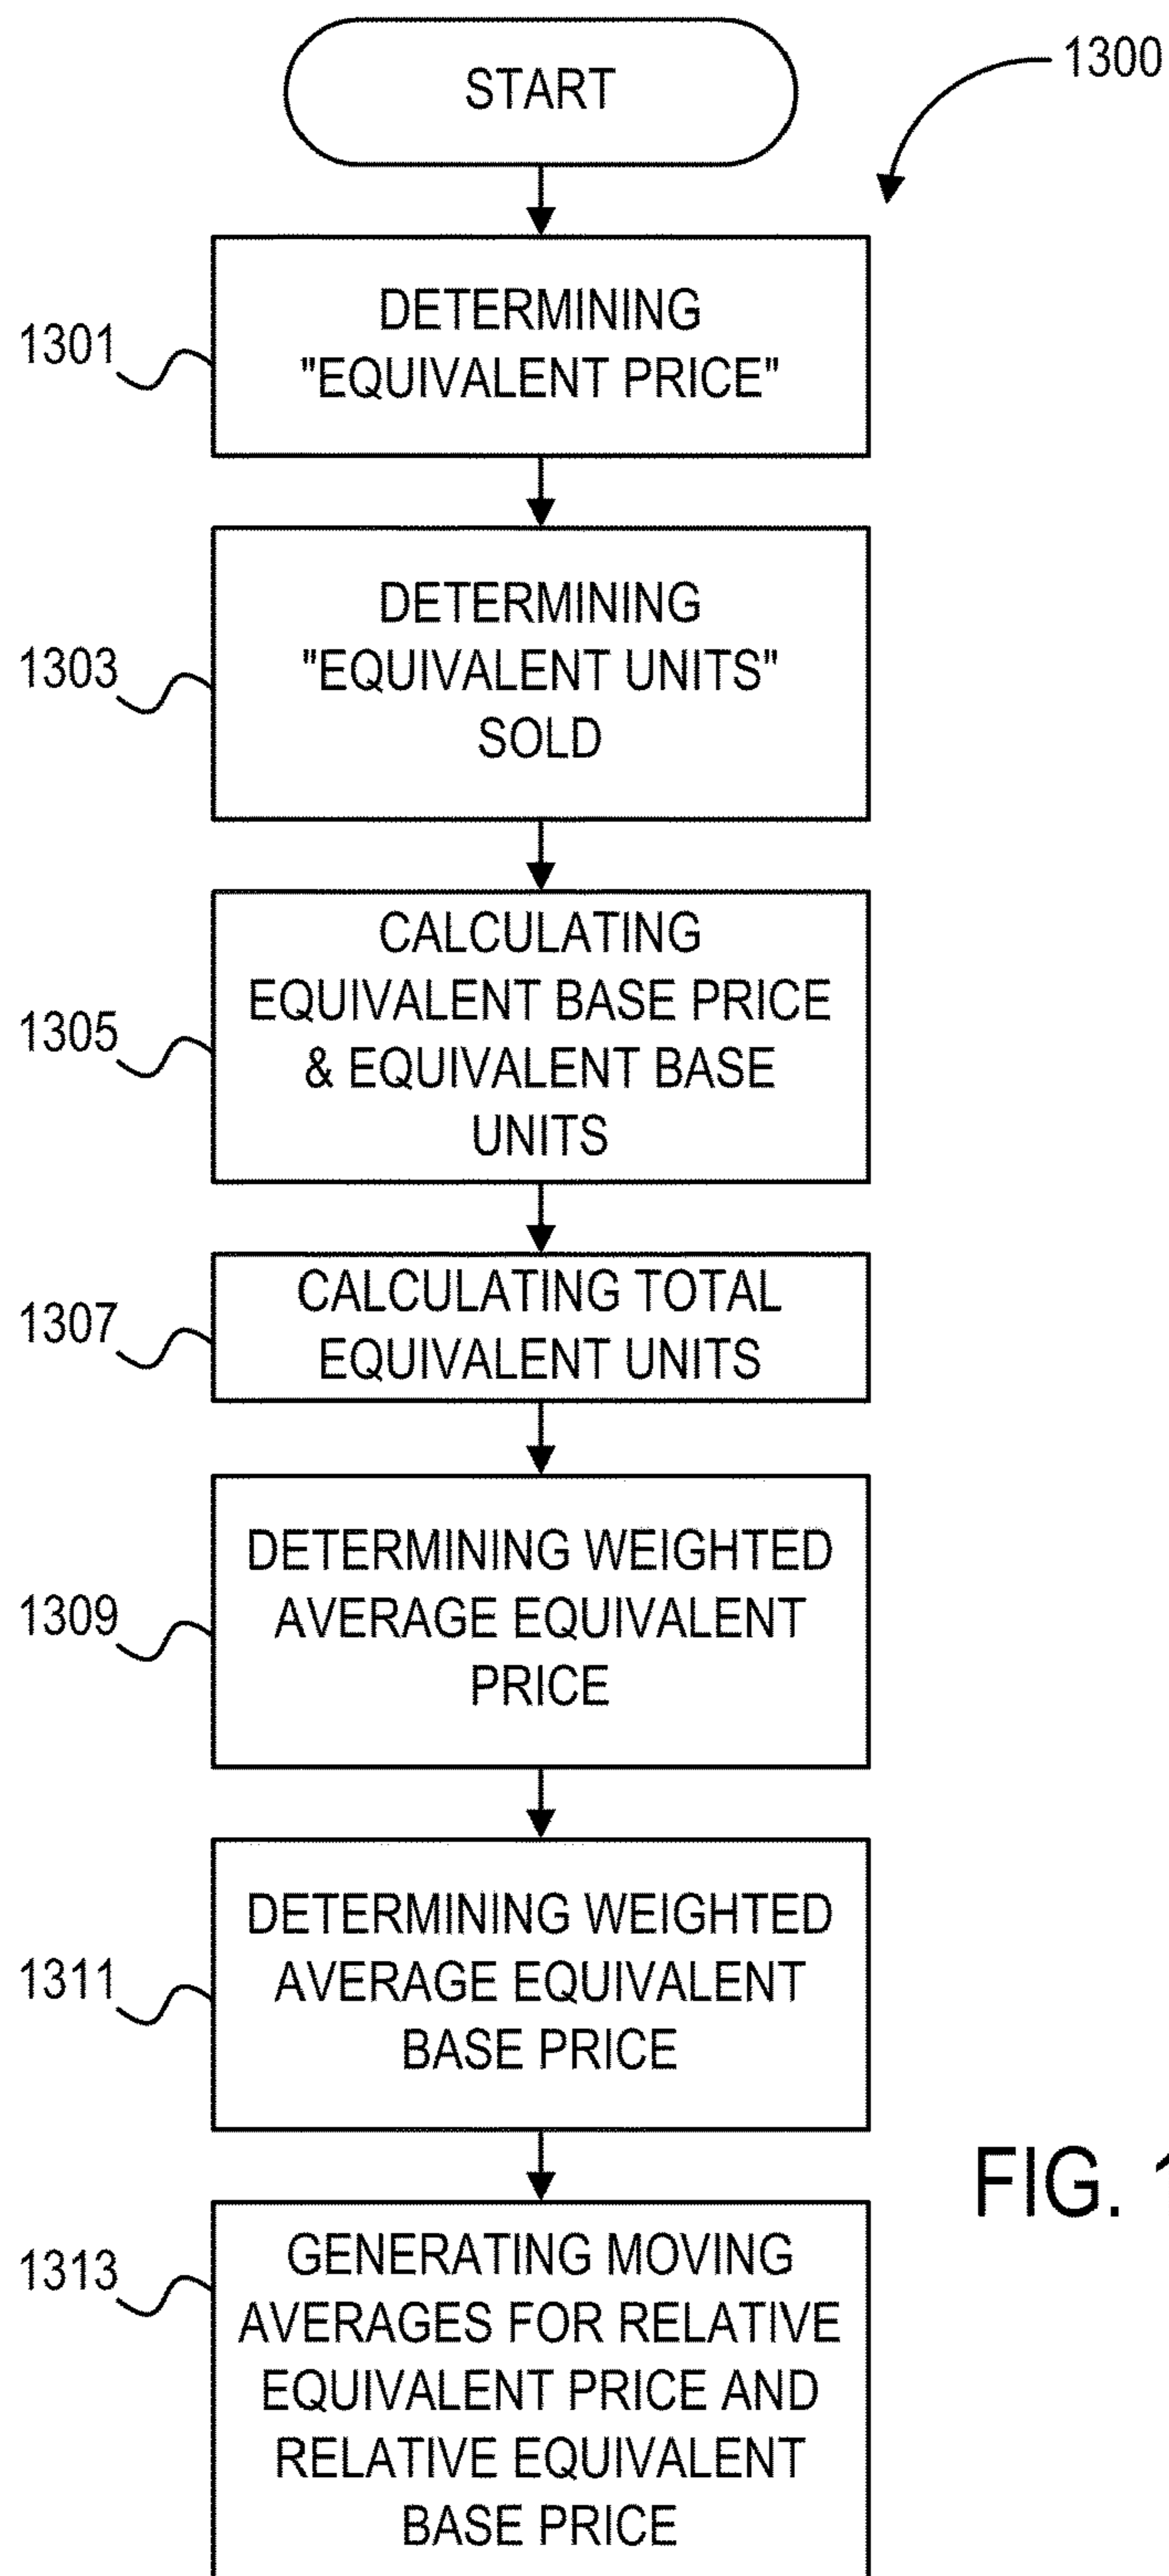 START
1300
1301
DETERMINING
"EQUIVALENT PRICE"
1303
DETERMINING
"EQUIVALENT UNITS"
SOLD
1305
CALCULATING
EQUIVALENT BASE PRICE
& EQUIVALENT BASE
UNITS
1307
CALCULATING TOTAL
EQUIVALENT UNITS
1309
DETERMINING WEIGHTED
AVERAGE EQUIVALENT
PRICE
1311
DETERMINING WEIGHTED
AVERAGE EQUIVALENT
BASE PRICE
FIG. 1
1313
GENERATING MOVING
AVERAGES FOR RELATIVE
EQUIVALENT PRICE AND
RELATIVE EQUIVALENT
BASE PRICE